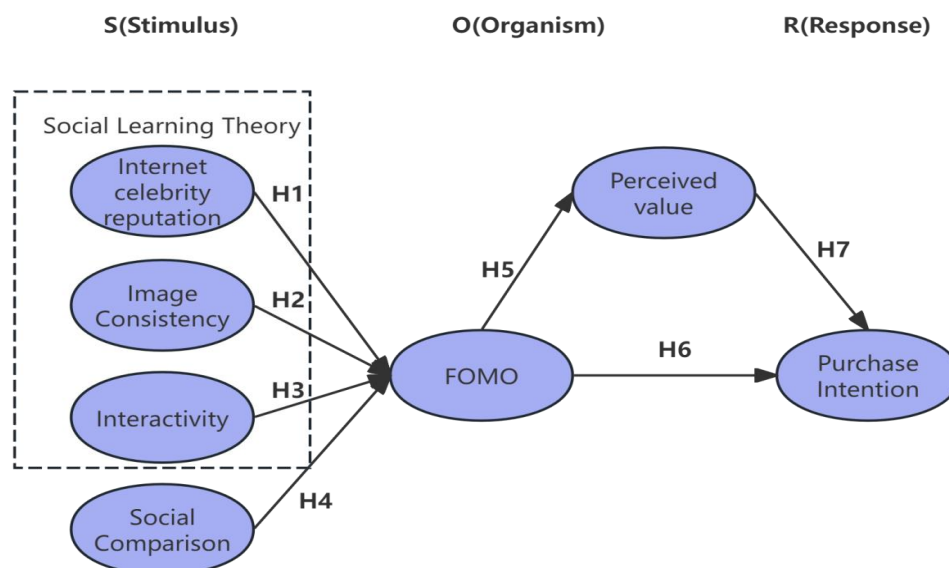 S(Stimulus)
O(Organism)
R(Response)
Social Learning Theory
Internet
celebrity
reputation
H1
Image
Consistency
H2
Interactivity
H3
Social
Comparison
H4
FOMO
H5
Perceived
value
H6
H7
Purchase
Intention